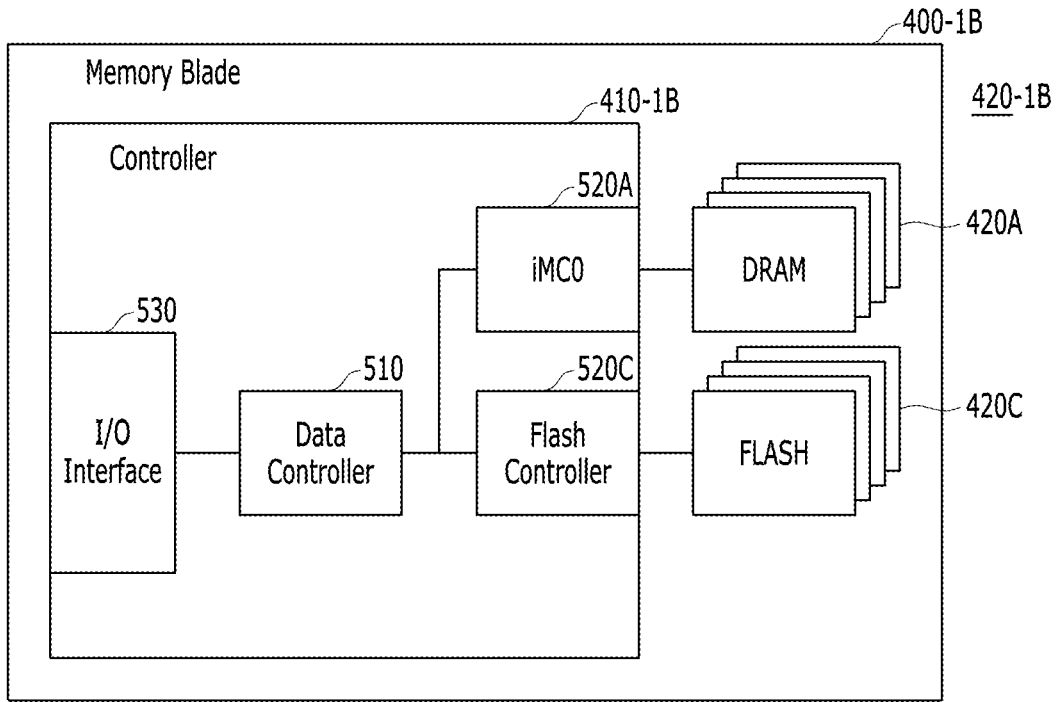 400-1B
Memory Blade
420-1B
410-1B
Controller
520A
420A
iMC0
DRAM
530
510
520C
420C
I/O
Interface
Data
Controller
Flash
Controller
FLASH